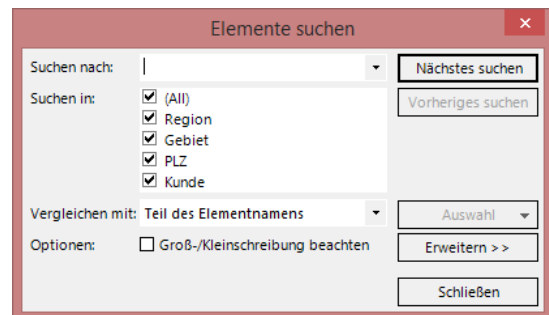 Elemente suchen
Suchen nach:
Nächstes suchen
Suchen in:
(All)
Vorheriges suchen
Region
Gebiet
PLZ
Kunde
Vergleichen mit: Teil des Elementnamens
Auswahl
Optionen:
Groß-/Kleinschreibung beachten
Erweitern >>
Schließen